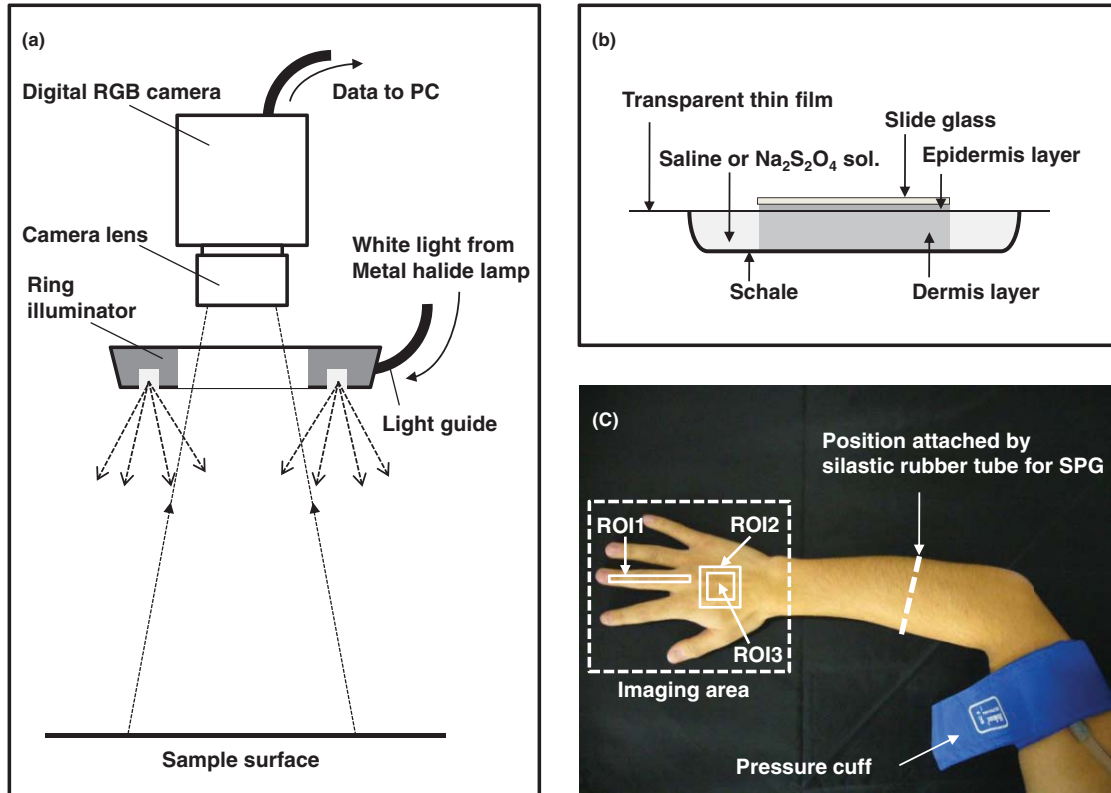 (a)
Digital RGB camera
Data to PC
Camera lens
White light from
Metal halide lamp
Ring
illuminator
Light guide
Sample surface
(b)
Transparent thin film
Slide glass
Saline or Na₂S₂O₄ sol.
Epidermis layer
Schale
Dermis layer
(C)
Position attached by
silastic rubber tube for SPG
ROI1
ROI2
ROI3
Imaging area
Pressure cuff